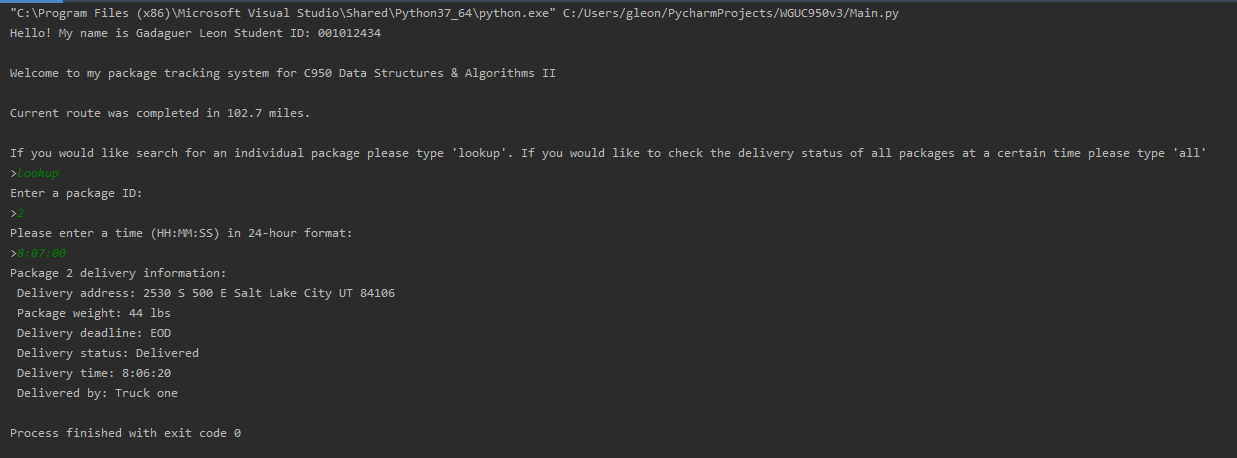 "C:\Program Files (x86)\Microsoft Visual Studio\Shared\Python37_64\python.exe" C:/Users/gleon/PycharmProjects/WGUC950v3/Main.py
Hello! My name is Gadaguer Leon Student ID: 001012434
Welcome to my package tracking system for C950 Data Structures & Algorithms II
Current route was completed in 102.7 miles.
If you would like search for an individual package please type 'lookup'. If you would like to check the delivery status of all packages at a certain time please type 'all'
>lookup
Enter a package ID:
>2
Please enter a time (HH:MM:SS) in 24-hour format:
>8:07:00
Package 2 delivery information:
Delivery address: 2530 S 500 E Salt Lake City UT 84106
Package weight: 44 lbs
Delivery deadline: EOD
Delivery status: Delivered
Delivery time: 8:06:20
Delivered by: Truck one
Process finished with exit code 0